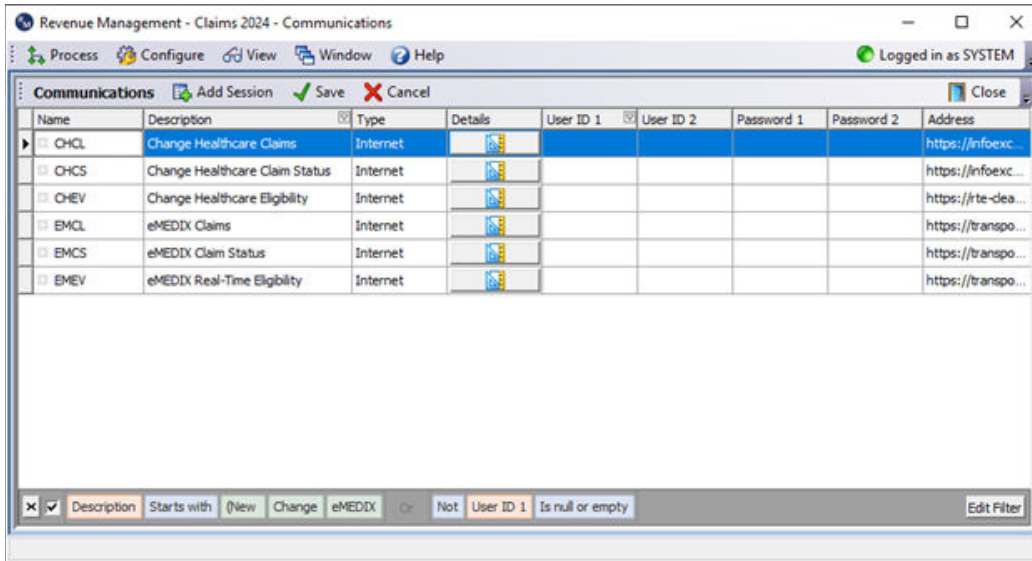 Revenue Management - Claims 2024 - Communications
Process Configure View Window Help Logged in as SYSTEM
Communications Add Session Save Cancel Close
Name Description Type Details User ID 1 User ID 2 Password 1 Password 2 Address
CHCL Change Healthcare Claims Internet https://infoexc...
CHCS Change Healthcare Claim Status Internet https://infoexc...
CHEV Change Healthcare Eligibility Internet https://rte-clea...
EMCL eMEDIX Claims Internet https://transpo...
EMCS eMEDIX Claim Status Internet https://transpo...
EMEV eMEDIX Real-Time Eligibility Internet https://transpo...
Description Starts with (New Change eMEDIX Or Not User ID 1 Is null or empty Edit Filter